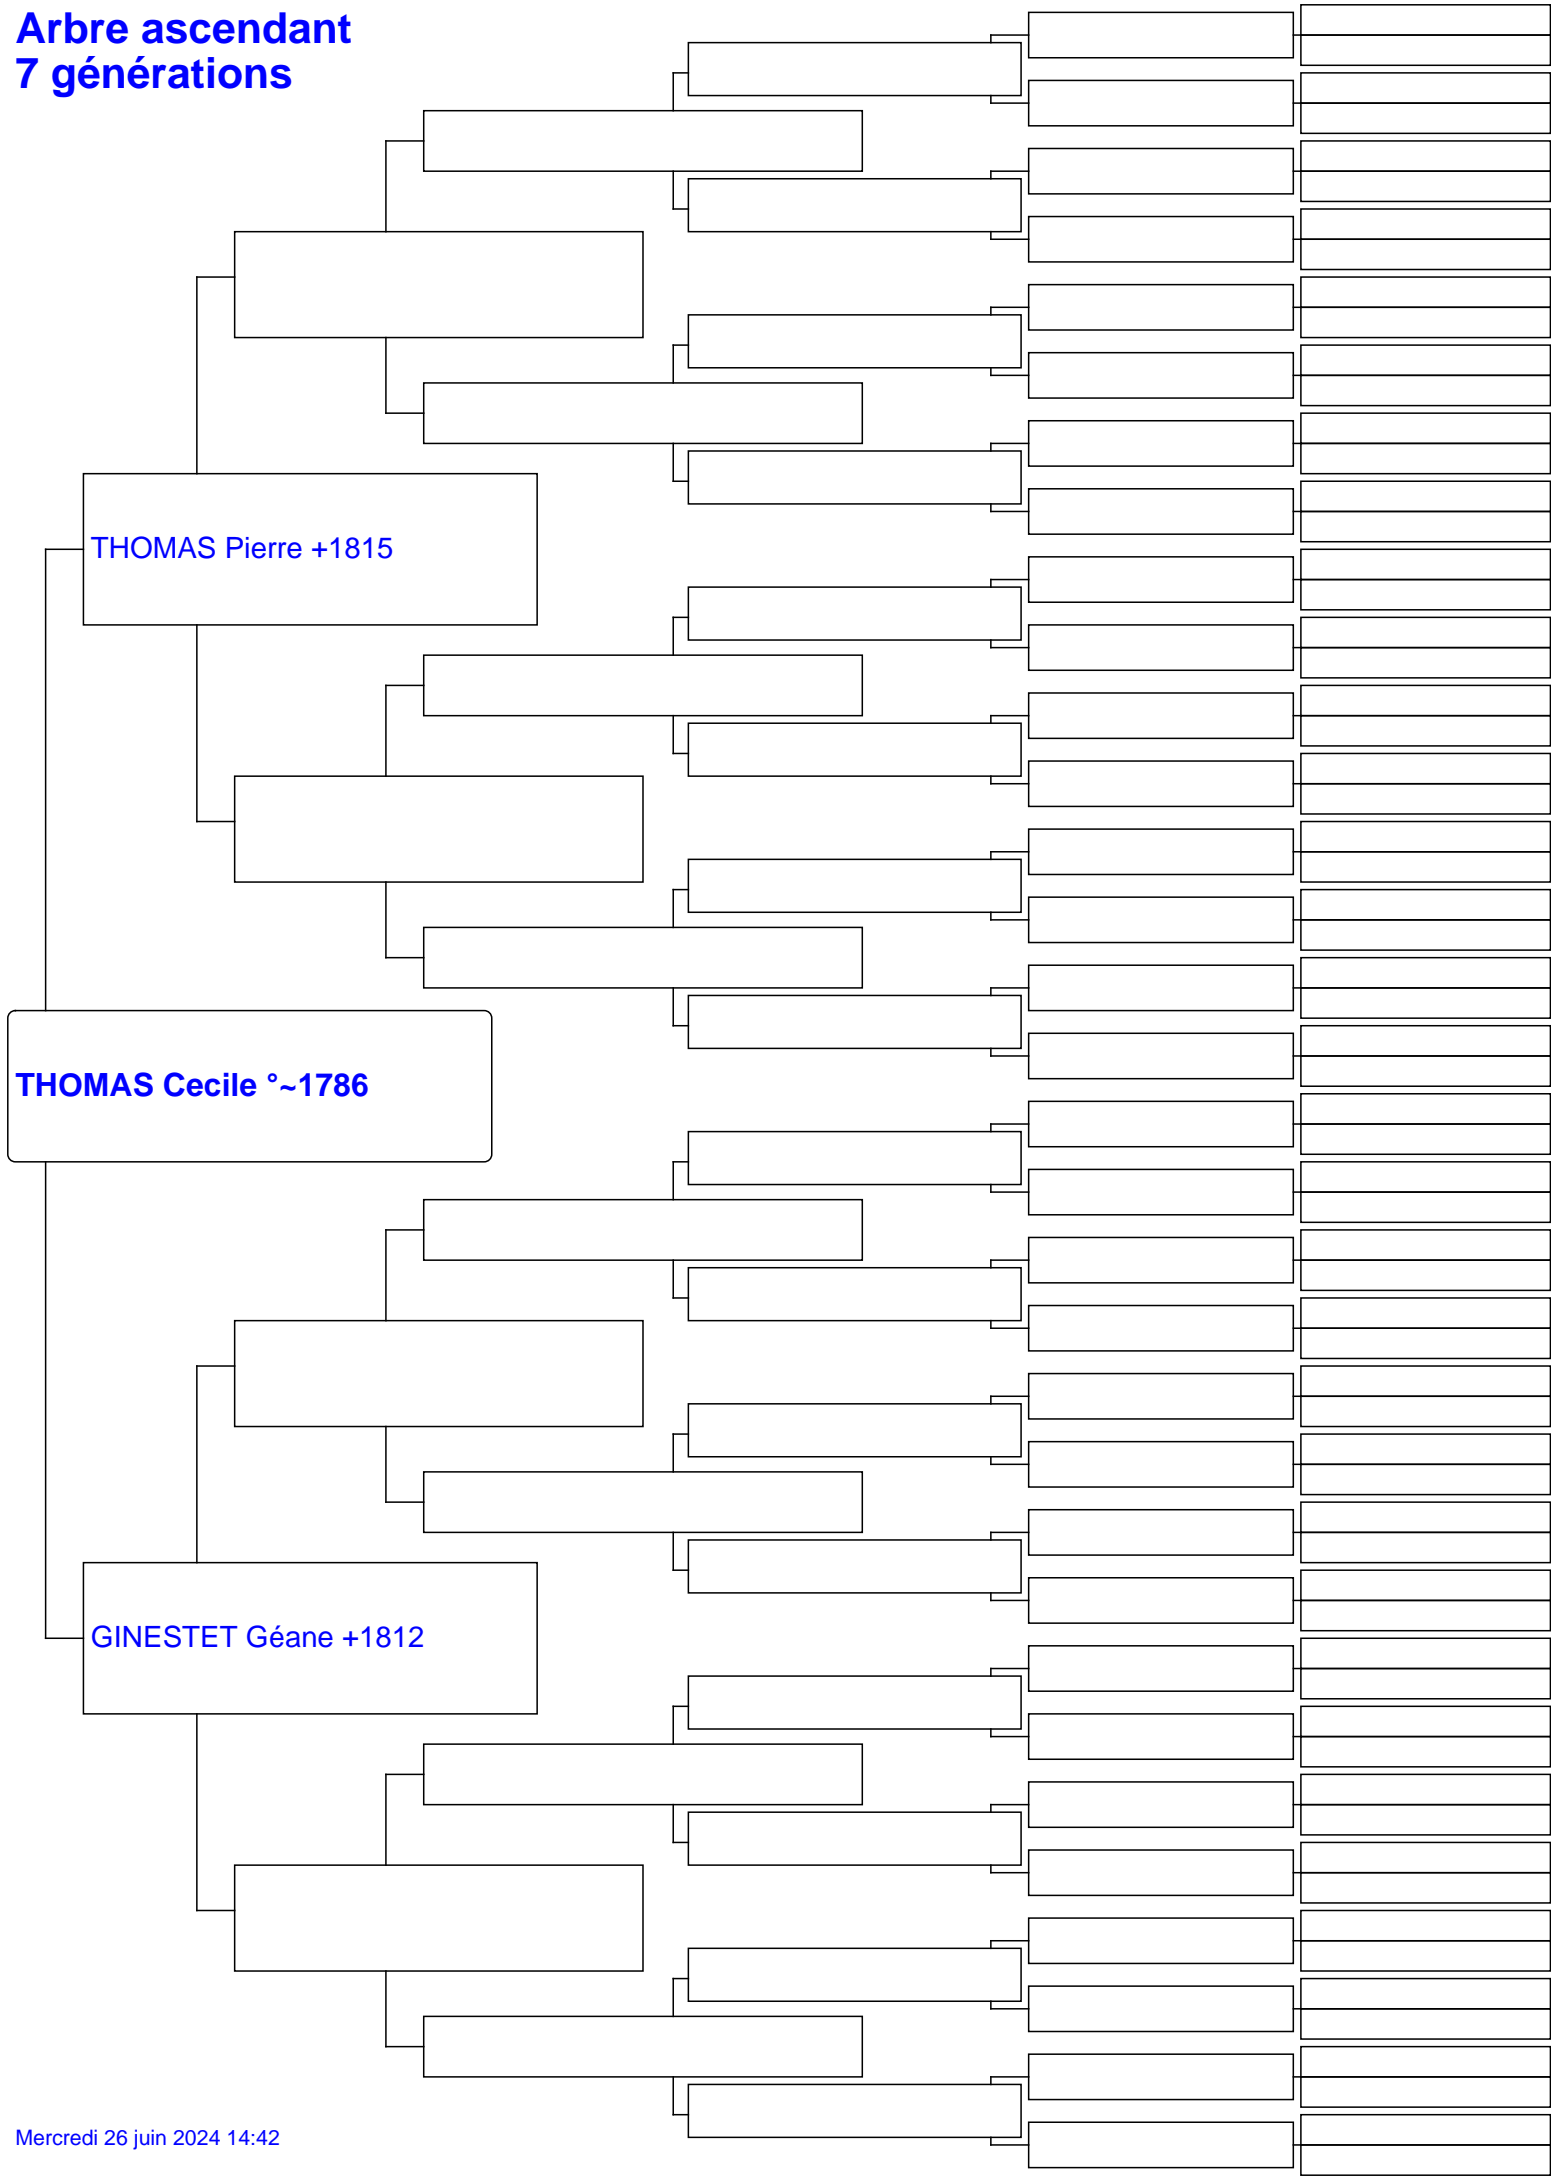 Arbre ascendant
7 générations
THOMAS Pierre +1815
THOMAS Cecile °~1786
GINESTET Géane +1812
Mercredi 26 juin 2024 14:42